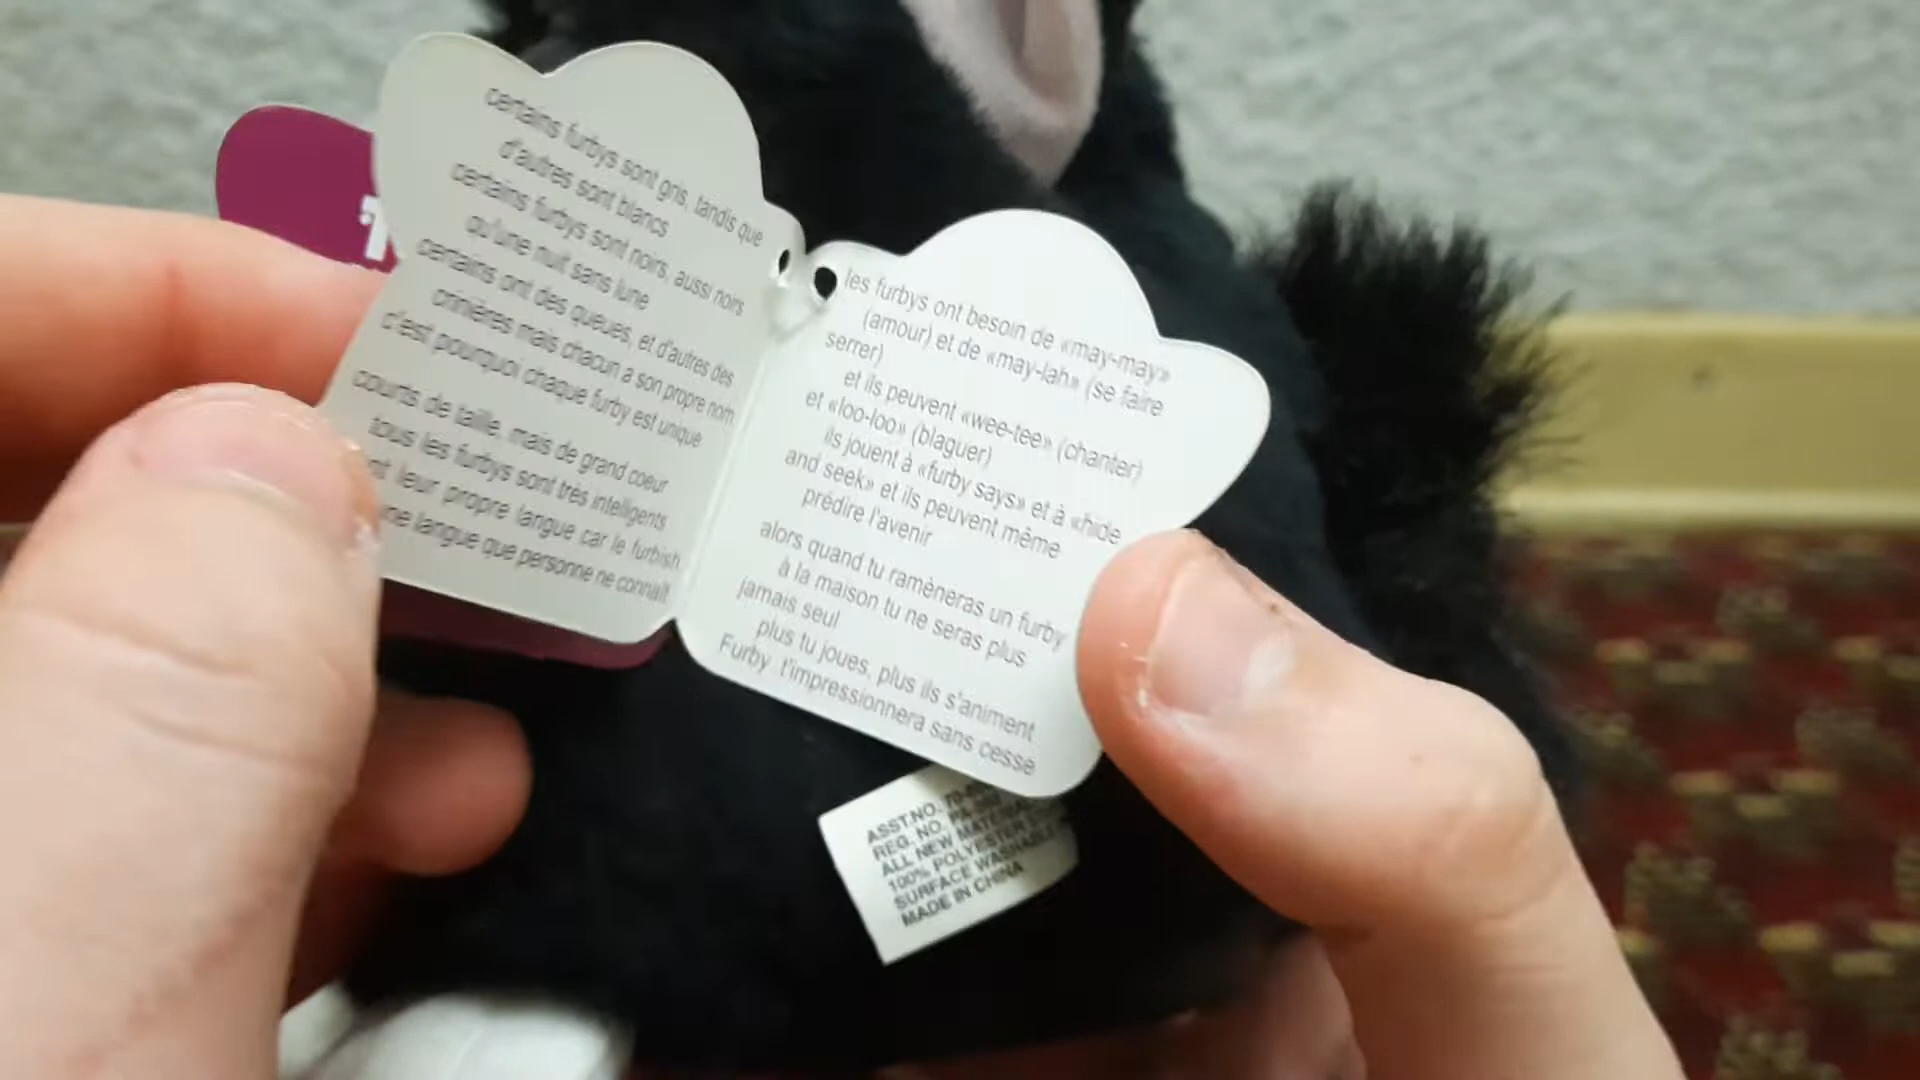 certains furbys sont gris, tandis que
d'autres sont blancs
certains furbys sont noirs, aussi noirs
qu'une nuit sans lune
certains ont des queues, et d'autres des
crinières mais chacun a son propre nom
c'est pourquoi chaque furby est unique
courts de taille, mais de grand coeur
tous les furbys sont très intelligents
leur propre langue car le furbish
langue que personne ne connaît
les furbys ont besoin de «may-may»
(amour) et de «may-lah» (se faire
serrer)
et ils peuvent «wee-tee» (chanter)
et «loo-loo» (blaguer)
ils jouent à «furby says» et à «hide
and seek» et ils peuvent même
prédire l'avenir
alors quand tu ramèneras un furby
à la maison tu ne seras plus
jamais seul
plus tu joues, plus ils s'animent
Furby t'impressionnera sans cesse
ASST.NO.
REG. NO.
ALL NEW
100% POLYESTER
SURFACE WASHABLE
MADE IN CHINA